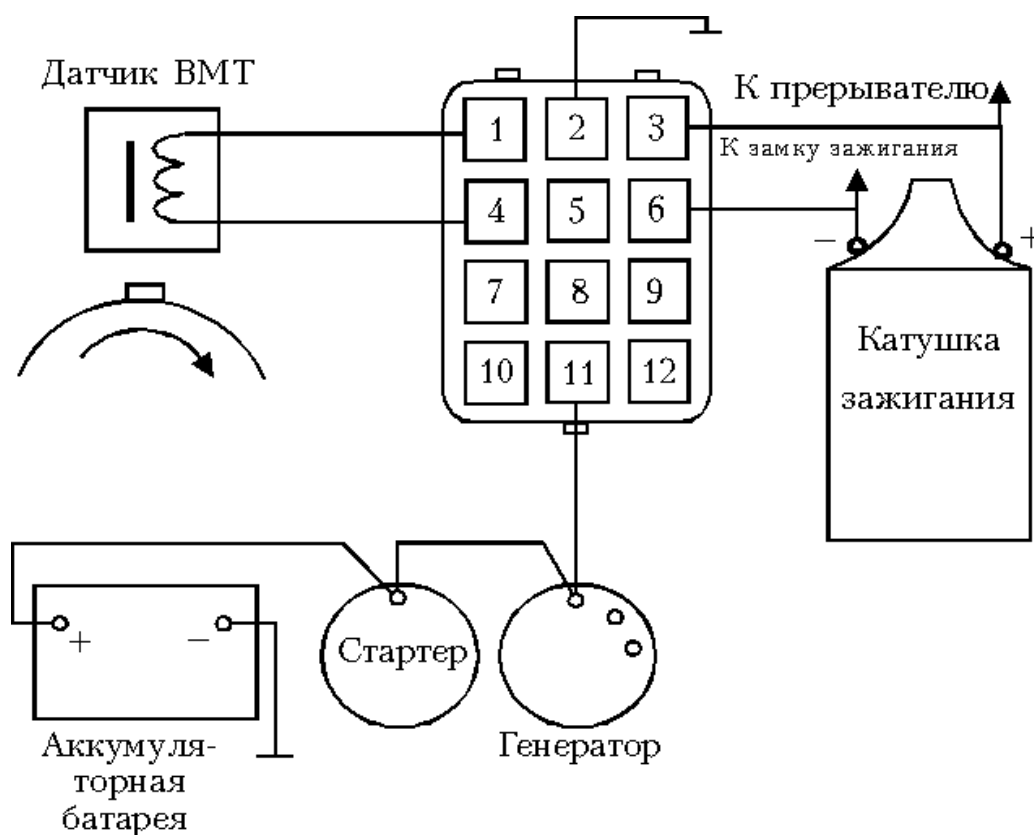 Датчик ВМТ
К прерывателю
К замку зажигания
1 2 3
4 5 6
7 8 9
10 11 12
− +
Катушка
зажигания
+ −
Стартер
Генератор
Аккумуля-
торная
батарея